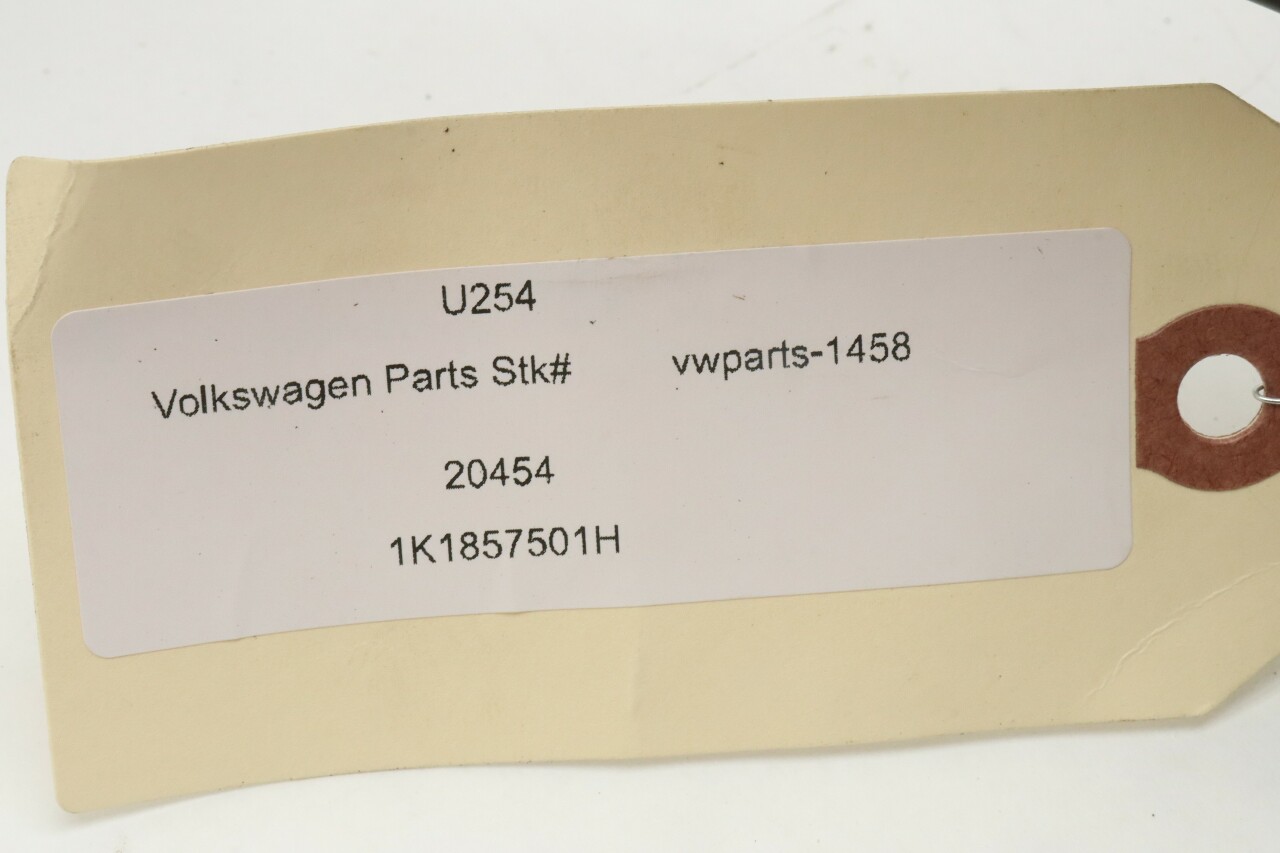 U254
Volkswagen Parts Stk# vwparts-1458
20454
1K1857501H